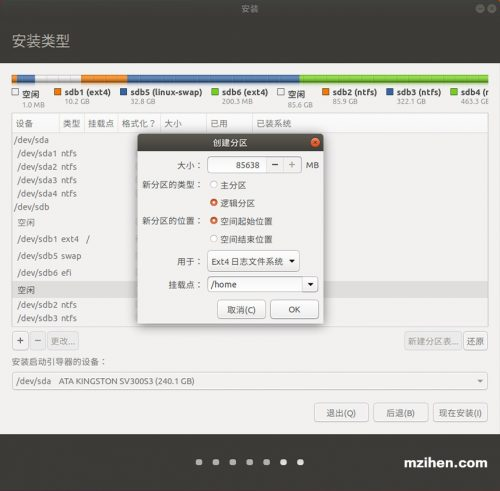 安装
安装类型
空闲 sdb1 (ext4) sdb5 (linux-swap) sdb6 (ext4) 空闲 sdb2 (ntfs) sdb3 (ntfs) sdb4 (n
1.0 MB 10.2 GB 32.8 GB 200.3 MB 85.6 GB 85.9 GB 322.1 GB 463.3 GB
设备 类型 挂载点 格式化？ 大小 已用 已装系统
/dev/sda
/dev/sda1 ntfs
/dev/sda2 ntfs
/dev/sda3 ntfs
/dev/sda4 ntfs
/dev/sdb
空闲
/dev/sdb1 ext4 /
/dev/sdb5 swap
/dev/sdb6 efi
空闲
/dev/sdb2 ntfs
/dev/sdb3 ntfs
创建分区
大小： 85638 − + MB
新分区的类型： 主分区
逻辑分区
新分区的位置： 空间起始位置
空间结束位置
用于： Ext4 日志文件系统
挂载点： /home
取消(C) OK
+ − 更改... 新建分区表... 还原
安装启动引导器的设备：
/dev/sda ATA KINGSTON SV300S3 (240.1 GB)
退出(Q) 后退(B) 现在安装(I)
mzihen.com